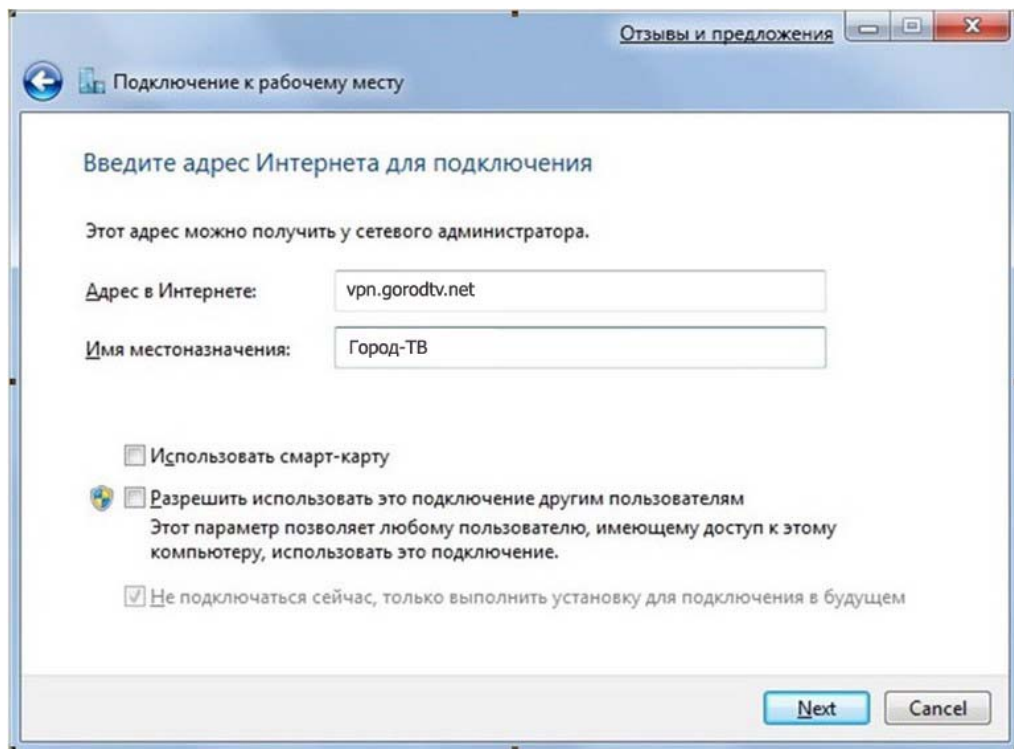 Отзывы и предложения
Подключение к рабочему месту
Введите адрес Интернета для подключения
Этот адрес можно получить у сетевого администратора.
Адрес в Интернете: vpn.gorodtv.net
Имя местоназначения: Город-ТВ
Использовать смарт-карту
Разрешить использовать это подключение другим пользователям
Этот параметр позволяет любому пользователю, имеющему доступ к этому
компьютеру, использовать это подключение.
Не подключаться сейчас, только выполнить установку для подключения в будущем
Next Cancel